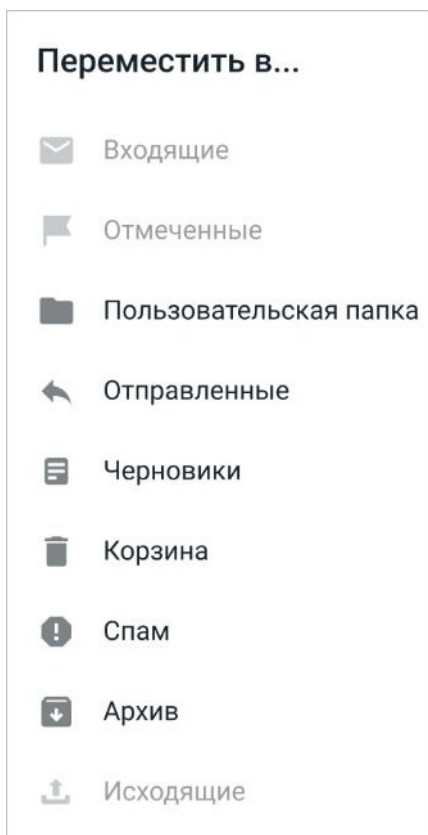 Переместить в...
Входящие
Отмеченные
Пользовательская папка
Отправленные
Черновики
Корзина
Спам
Архив
Исходящие